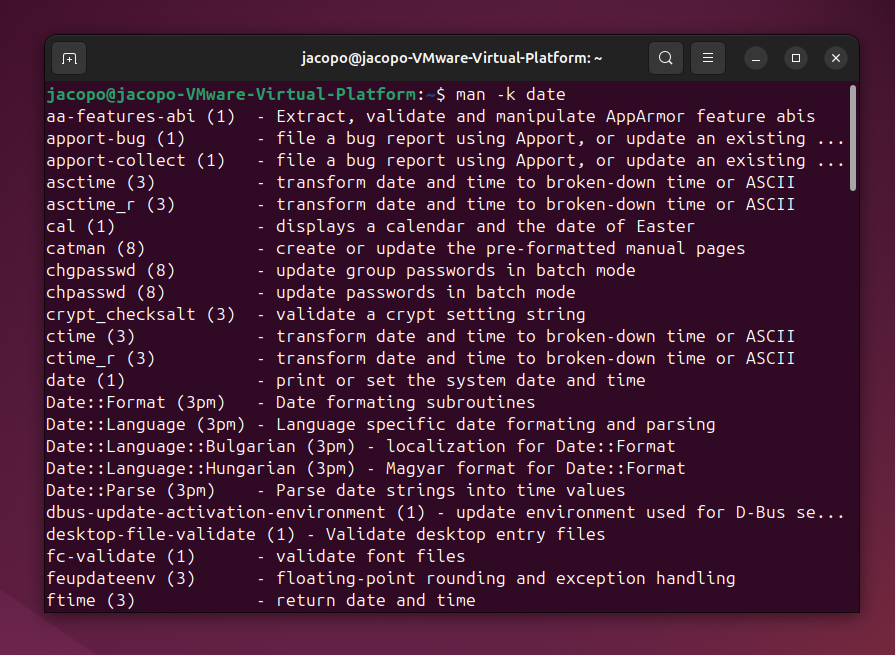 jacopo@jacopo-VMware-Virtual-Platform: ~
jacopo@jacopo-VMware-Virtual-Platform:~$ man -k date
aa-features-abi (1)  - Extract, validate and manipulate AppArmor feature abis
apport-bug (1)       - file a bug report using Apport, or update an existing ...
apport-collect (1)   - file a bug report using Apport, or update an existing ...
asctime (3)          - transform date and time to broken-down time or ASCII
asctime_r (3)        - transform date and time to broken-down time or ASCII
cal (1)              - displays a calendar and the date of Easter
catman (8)           - create or update the pre-formatted manual pages
chgpasswd (8)        - update group passwords in batch mode
chpasswd (8)         - update passwords in batch mode
crypt_checksalt (3)  - validate a crypt setting string
ctime (3)            - transform date and time to broken-down time or ASCII
ctime_r (3)          - transform date and time to broken-down time or ASCII
date (1)             - print or set the system date and time
Date::Format (3pm)   - Date formating subroutines
Date::Language (3pm) - Language specific date formating and parsing
Date::Language::Bulgarian (3pm) - localization for Date::Format
Date::Language::Hungarian (3pm) - Magyar format for Date::Format
Date::Parse (3pm)    - Parse date strings into time values
dbus-update-activation-environment (1) - update environment used for D-Bus se...
desktop-file-validate (1) - Validate desktop entry files
fc-validate (1)      - validate font files
feupdateenv (3)      - floating-point rounding and exception handling
ftime (3)            - return date and time